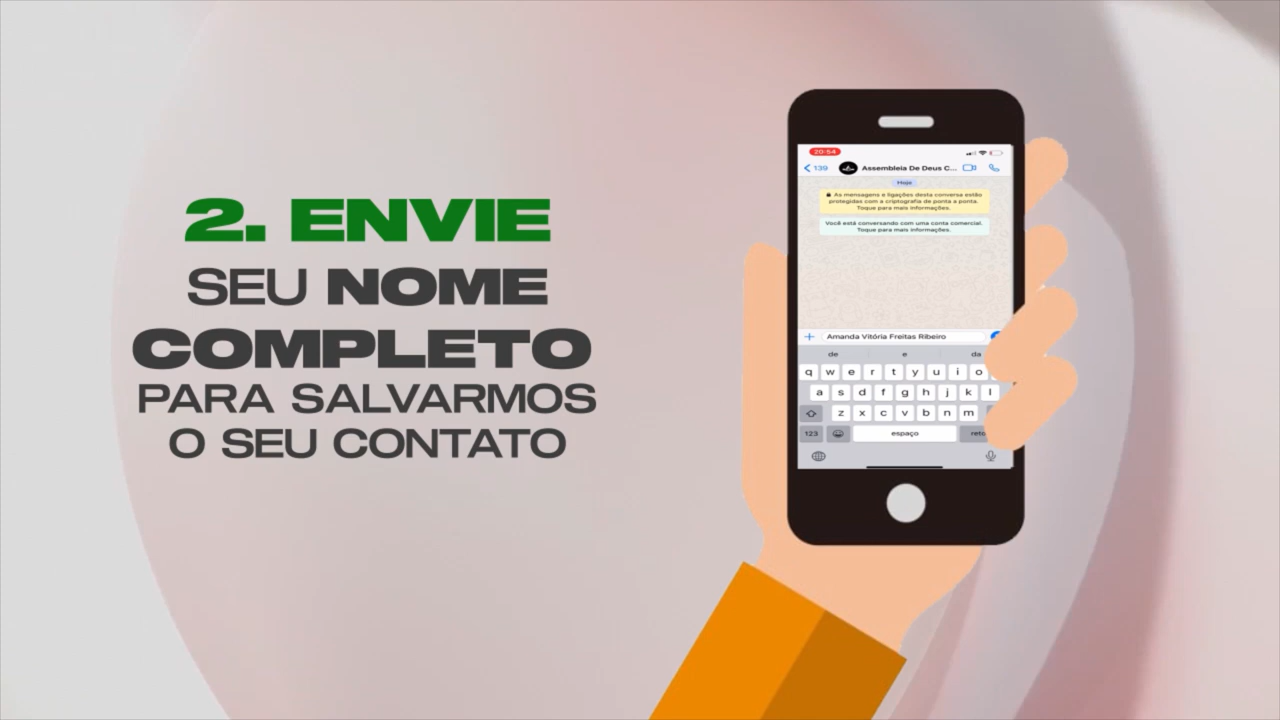 2. ENVIE
SEU NOME
COMPLETO
PARA SALVARMOS
O SEU CONTATO
20:54
139 Assembleia De Deus C...
Hoje
As mensagens e ligações desta conversa estão
protegidas com a criptografia de ponta a ponta.
Toque para mais informações.
Você está conversando com uma conta comercial.
Toque para mais informações.
Amanda Vitória Freitas Ribeiro
de e da
q w e r t y u i o
a s d f g h j k l
z x c v b n m
123 espaço reto